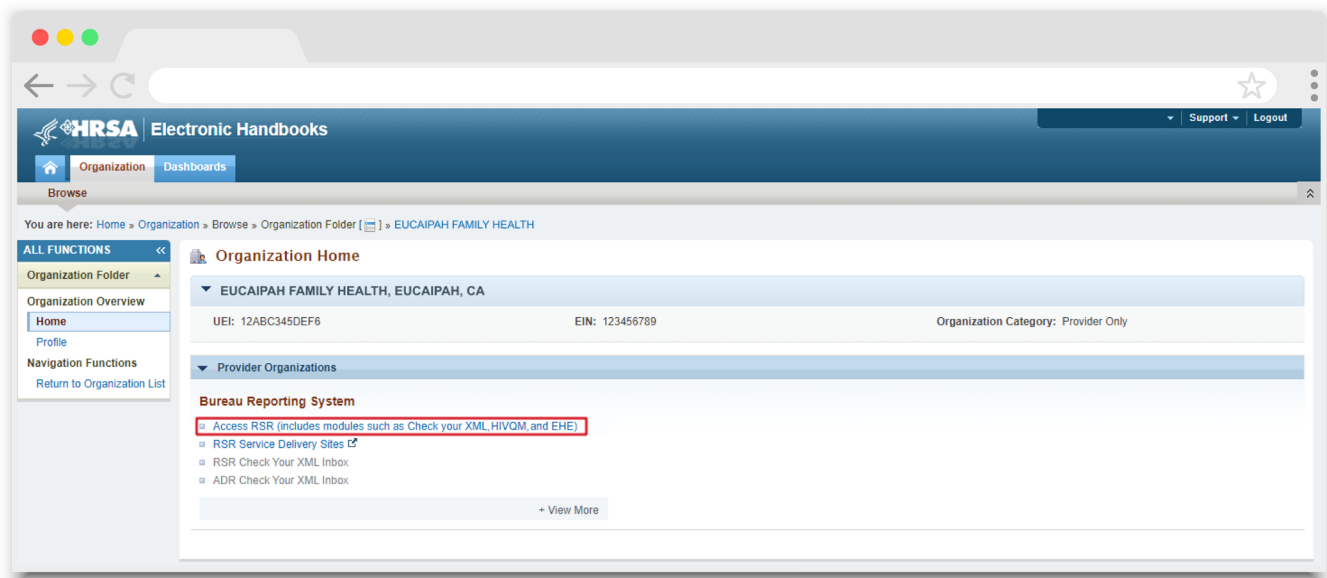 HRSA Electronic Handbooks
Support Logout
Organization Dashboards
Browse
You are here: Home » Organization » Browse » Organization Folder [ ] » EUCAIPAH FAMILY HEALTH
ALL FUNCTIONS «
Organization Folder
Organization Overview
Home
Profile
Navigation Functions
Return to Organization List
Organization Home
EUCAIPAH FAMILY HEALTH, EUCAIPAH, CA
UEI: 12ABC345DEF6 EIN: 123456789 Organization Category: Provider Only
Provider Organizations
Bureau Reporting System
Access RSR (includes modules such as Check your XML,HIVQM,and EHE)
RSR Service Delivery Sites
RSR Check Your XML Inbox
ADR Check Your XML Inbox
+ View More